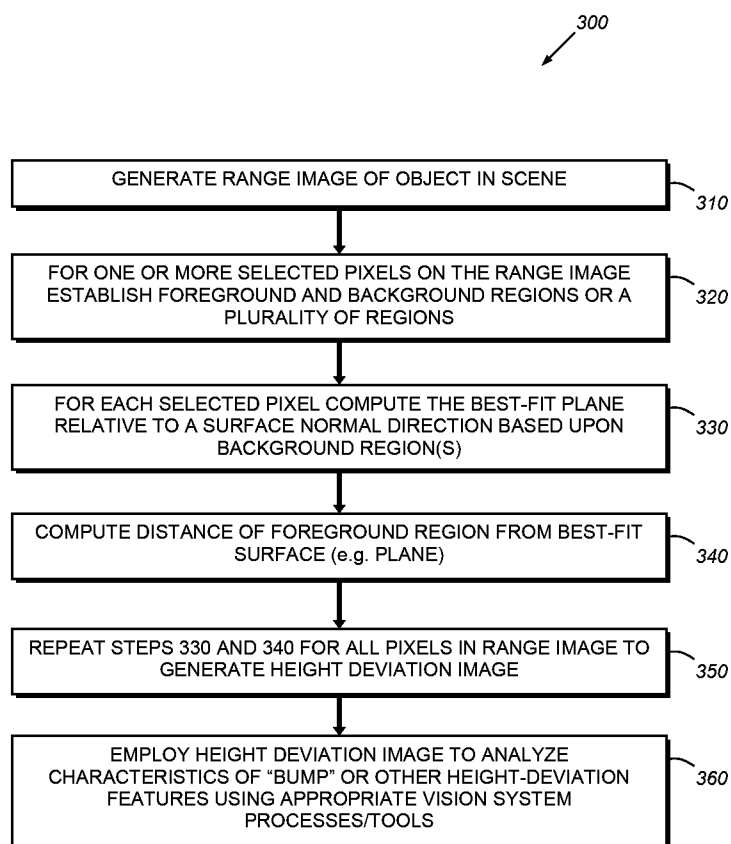 300
GENERATE RANGE IMAGE OF OBJECT IN SCENE
310
FOR ONE OR MORE SELECTED PIXELS ON THE RANGE IMAGE
ESTABLISH FOREGROUND AND BACKGROUND REGIONS OR A
PLURALITY OF REGIONS
320
FOR EACH SELECTED PIXEL COMPUTE THE BEST-FIT PLANE
RELATIVE TO A SURFACE NORMAL DIRECTION BASED UPON
BACKGROUND REGION(S)
330
COMPUTE DISTANCE OF FOREGROUND REGION FROM BEST-FIT
SURFACE (e.g. PLANE)
340
REPEAT STEPS 330 AND 340 FOR ALL PIXELS IN RANGE IMAGE TO
GENERATE HEIGHT DEVIATION IMAGE
350
EMPLOY HEIGHT DEVIATION IMAGE TO ANALYZE
CHARACTERISTICS OF “BUMP” OR OTHER HEIGHT-DEVIATION
FEATURES USING APPROPRIATE VISION SYSTEM
PROCESSES/TOOLS
360